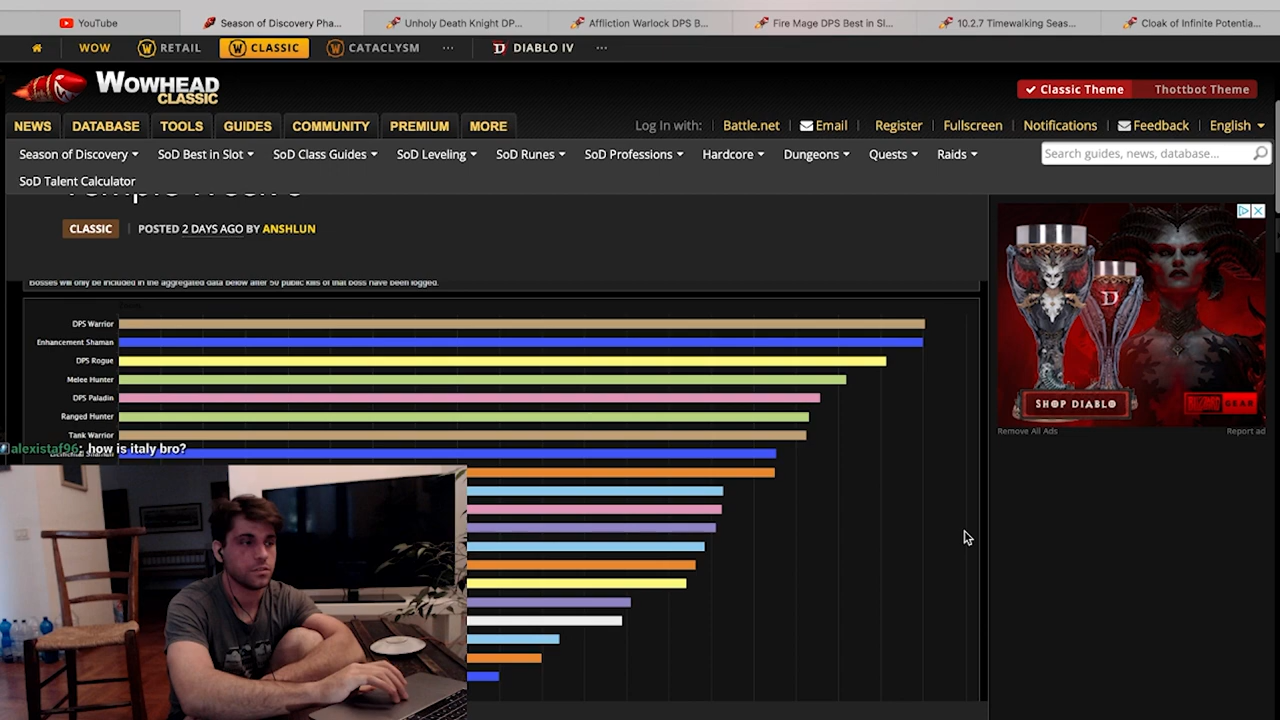 YouTube
Season of Discovery Pha...
Unholy Death Knight DP...
Affliction Warlock DPS B...
Fire Mage DPS Best in Sl...
10.2.7 Timewalking Seas...
Cloak of Infinite Potentia...
WOW
RETAIL
CLASSIC
CATACLYSM
...
DIABLO IV
...
WOWHEAD
CLASSIC
Classic Theme
Thottbot Theme
NEWS
DATABASE
TOOLS
GUIDES
COMMUNITY
PREMIUM
MORE
Log In with:
Battle.net
Email
Register
Fullscreen
Notifications
Feedback
English
Season of Discovery
SoD Best in Slot
SoD Class Guides
SoD Leveling
SoD Runes
SoD Professions
Hardcore
Dungeons
Quests
Raids
Search guides, news, database...
SoD Talent Calculator
CLASSIC
POSTED 2 DAYS AGO BY ANSHLUN
Bosses will only be included in the aggregated data below after 50 public kills of that boss have been logged.
DPS Warrior
Enhancement Shaman
DPS Rogue
Melee Hunter
DPS Paladin
Ranged Hunter
Tank Warrior
alexistaf96: how is italy bro?
D
SHOP DIABLO
BLIZZARD GEAR
Remove All Ads
Report ad